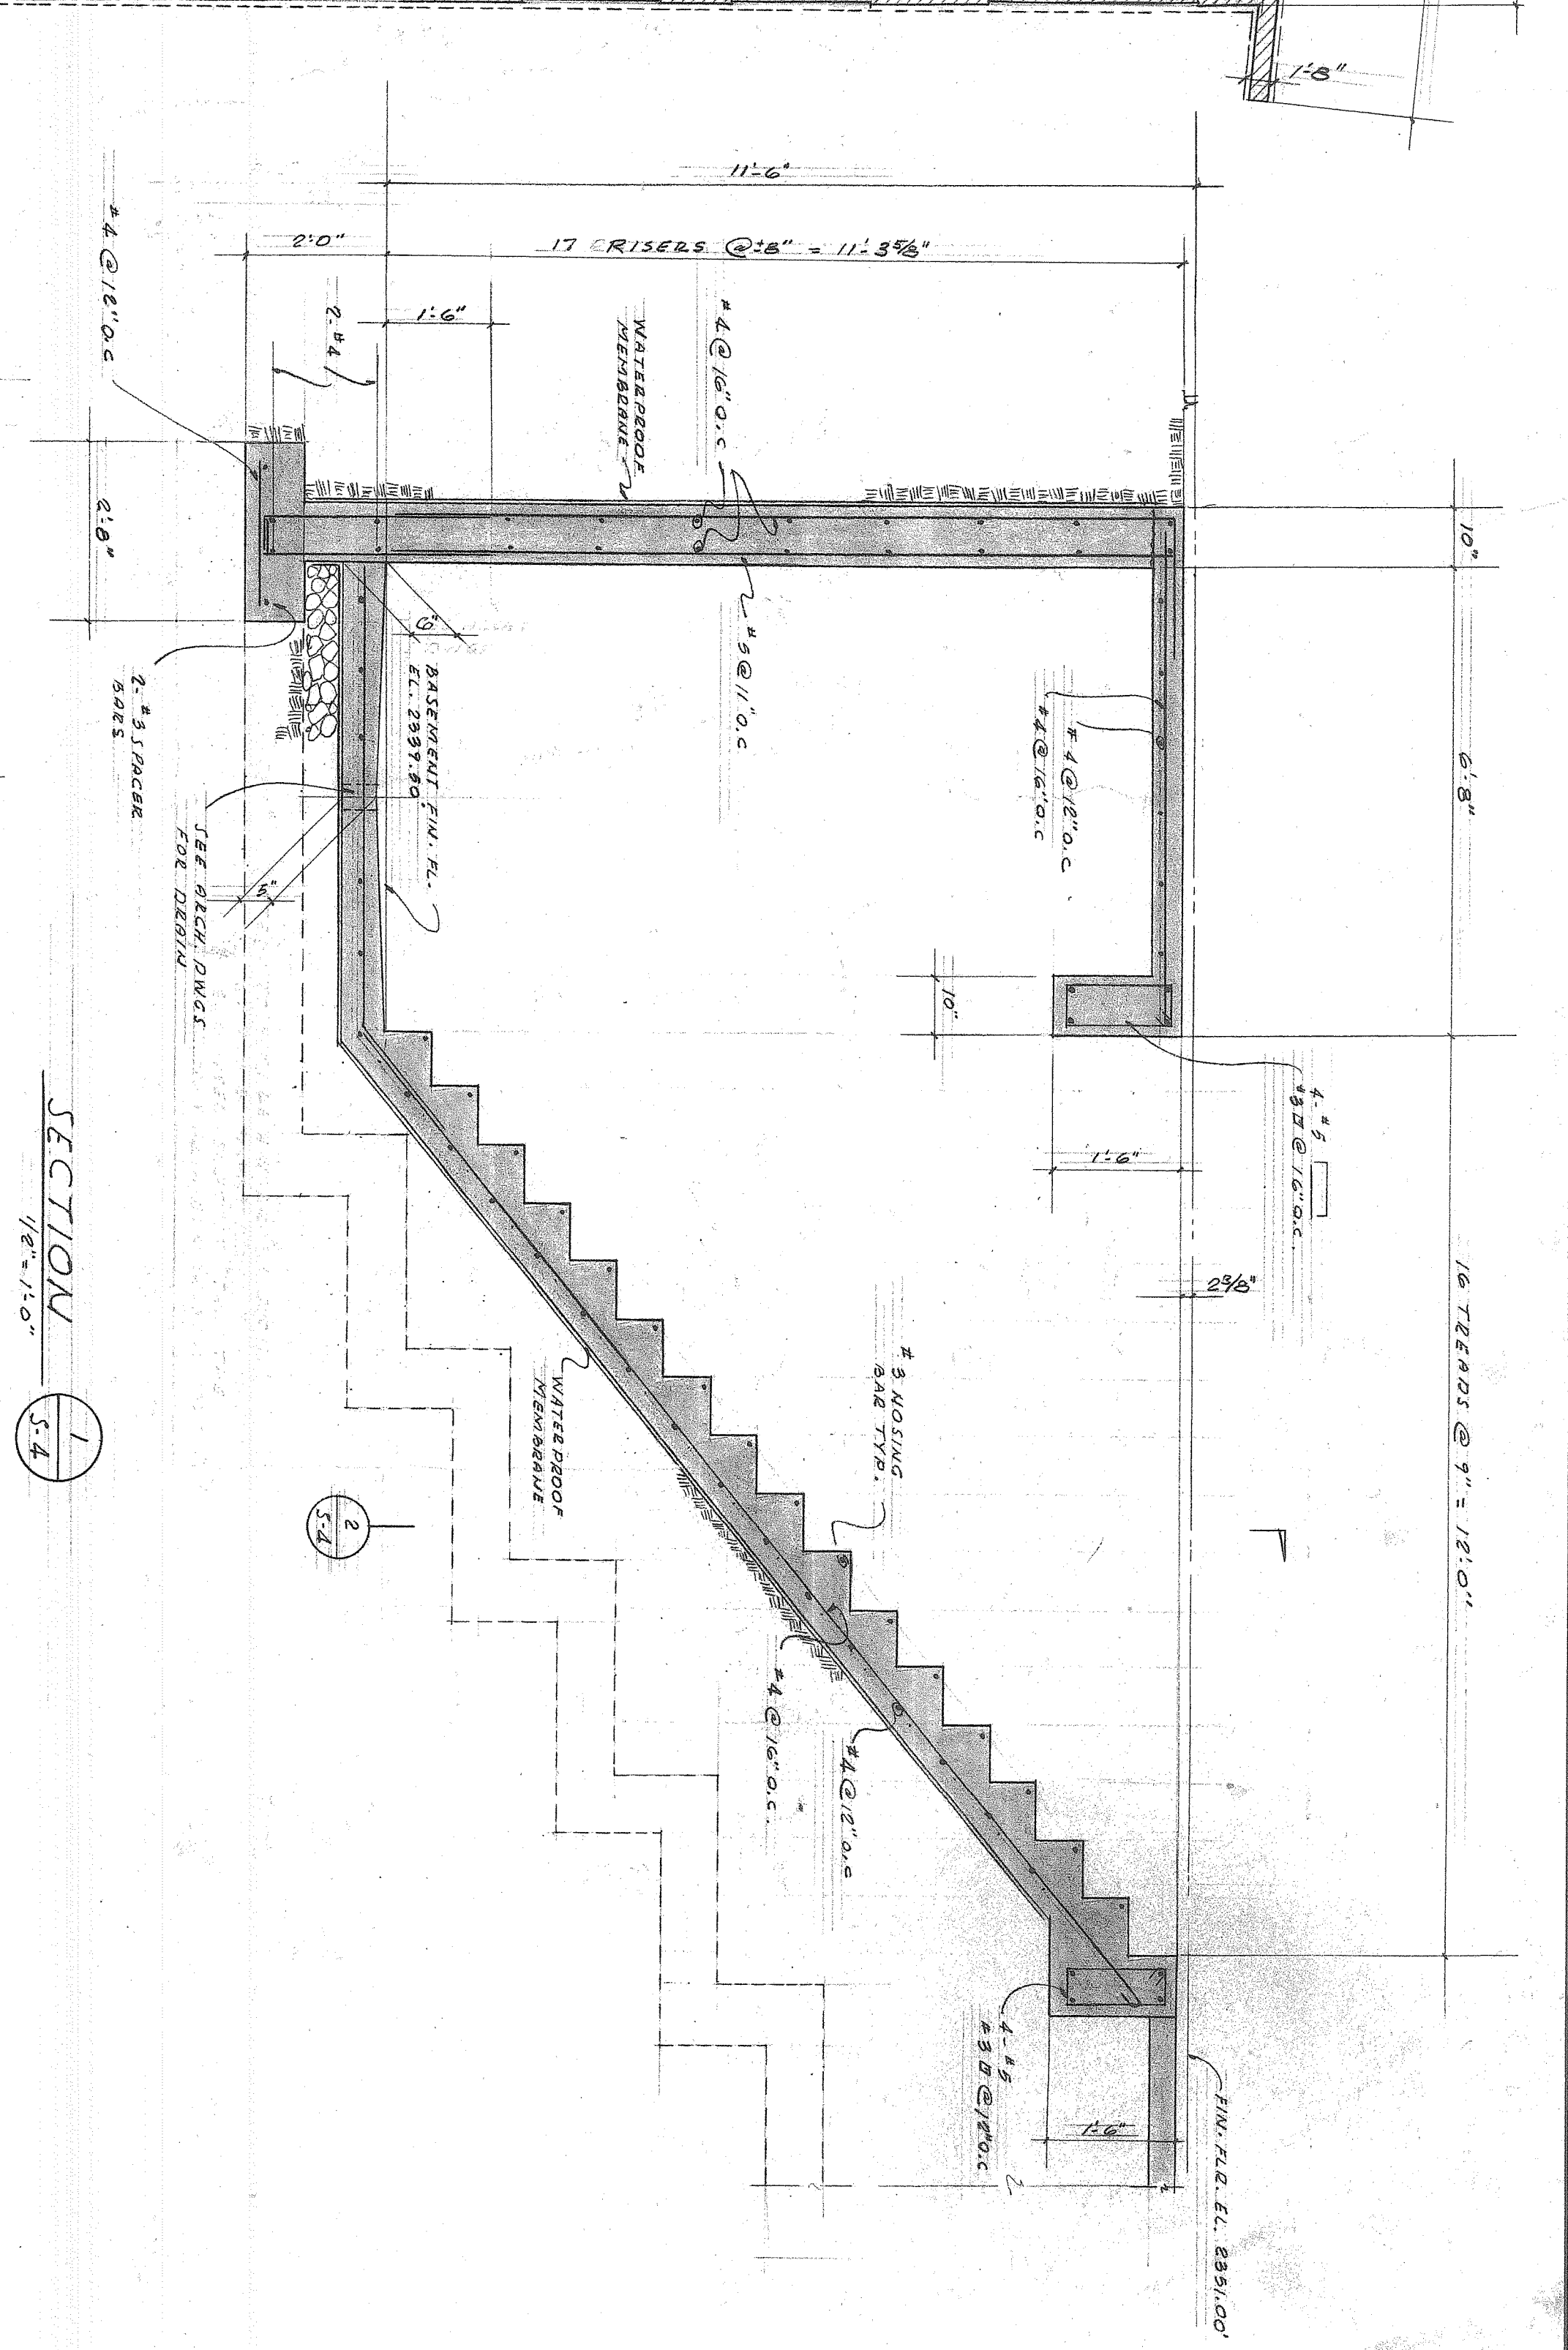 1'-8"
11'-6"
2'-0"
17 RISERS @ ±8" = 11'-3 5/8"
1'-6"
2-#4
#4 @ 12" O.C
WATERPROOF
MEMBRANE
#4 @ 16" O.C
10"
6'-8"
16 TREADS @ 9" = 12'-0"
2'-8"
6"
BASEMENT FIN. FL.
EL. 2339.50'
#5 @ 11" O.C
#4 @ 12" O.C
#4 @ 16" O.C
2-#3 SPACER
BARS
SEE ARCH. DWGS
FOR DRAIN
5"
10"
4-#5
#3 @ 16" O.C.
1'-6"
2 3/8"
#3 NOSING
BAR TYP.
WATERPROOF
MEMBRANE
#4 @ 16" O.C.
#4 @ 12" O.C
4-#5
#3 @ 12" O.C
1'-6"
FIN. FLR. EL. 2351.00'
2
S-4
SECTION
1/2" = 1'-0"
1
S-4